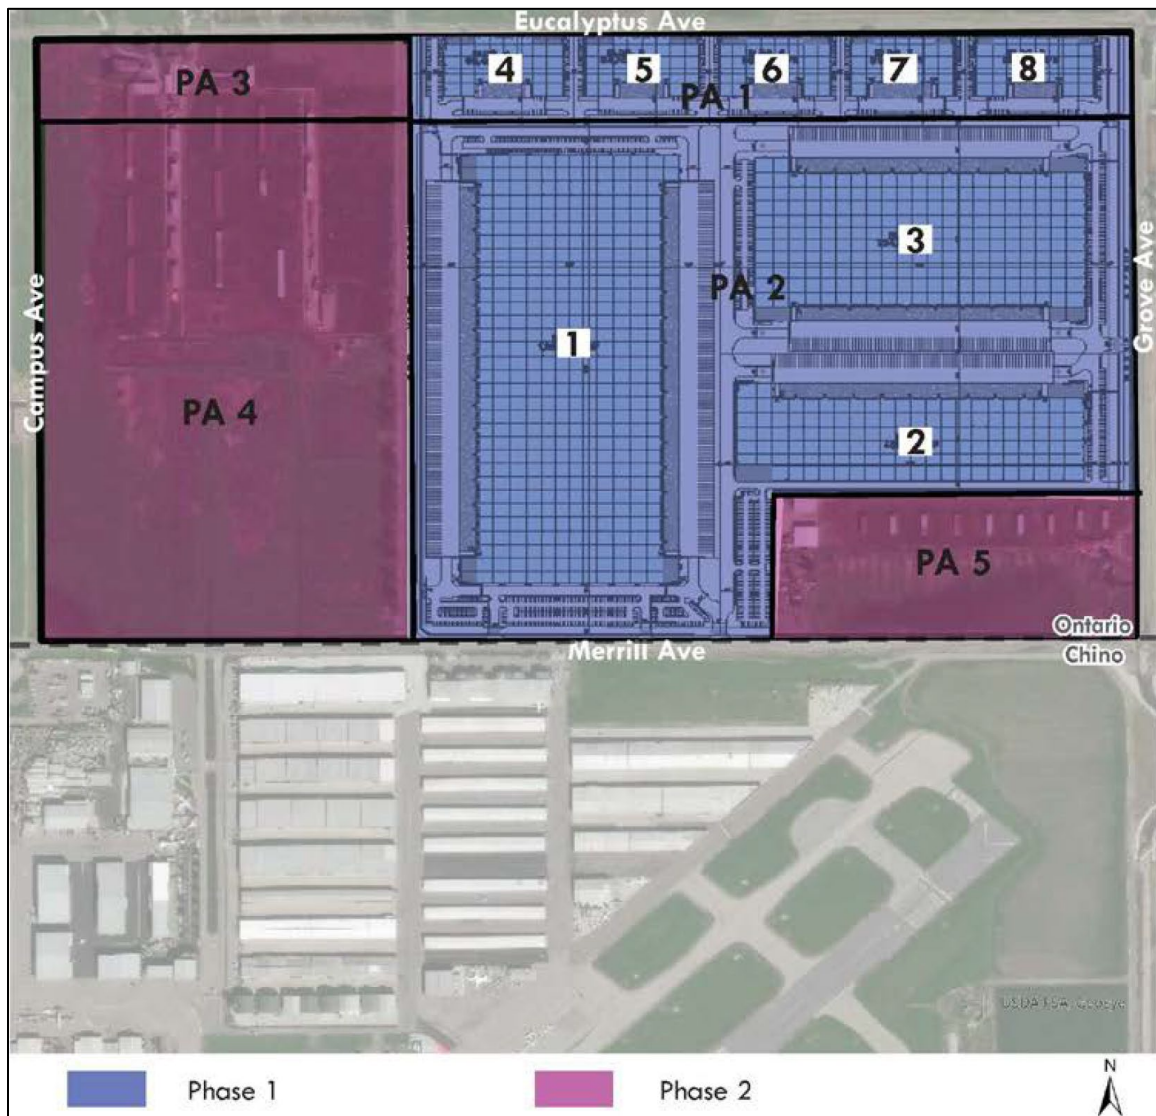 Eucalyptus Ave
PA 3
4
5
6
7
8
PA 1
3
PA 2
1
Campus Ave
Grove Ave
PA 4
2
PA 5
Ontario
Merrill Ave
Chino
USDA FSA, GeoEye
Phase 1
Phase 2
N